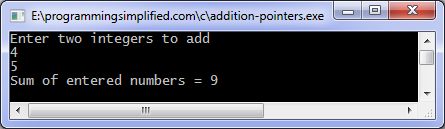 E:\programmingsimplified.com\c\addition-pointers.exe
Enter two integers to add
4
5
Sum of entered numbers = 9